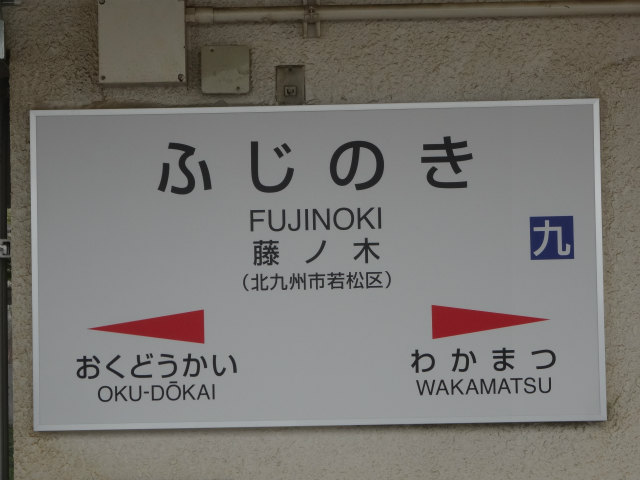 ふじのき
FUJINOKI
藤ノ木
(北九州市若松区)
九
おくどうかい
OKU-DŌKAI
わかまつ
WAKAMATSU